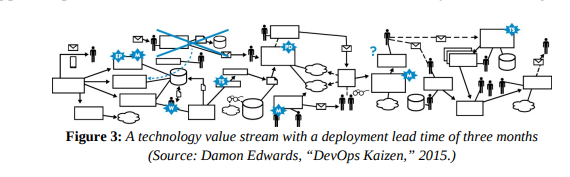 ?
Figure 3: A technology value stream with a deployment lead time of three months
(Source: Damon Edwards, “DevOps Kaizen,” 2015.)